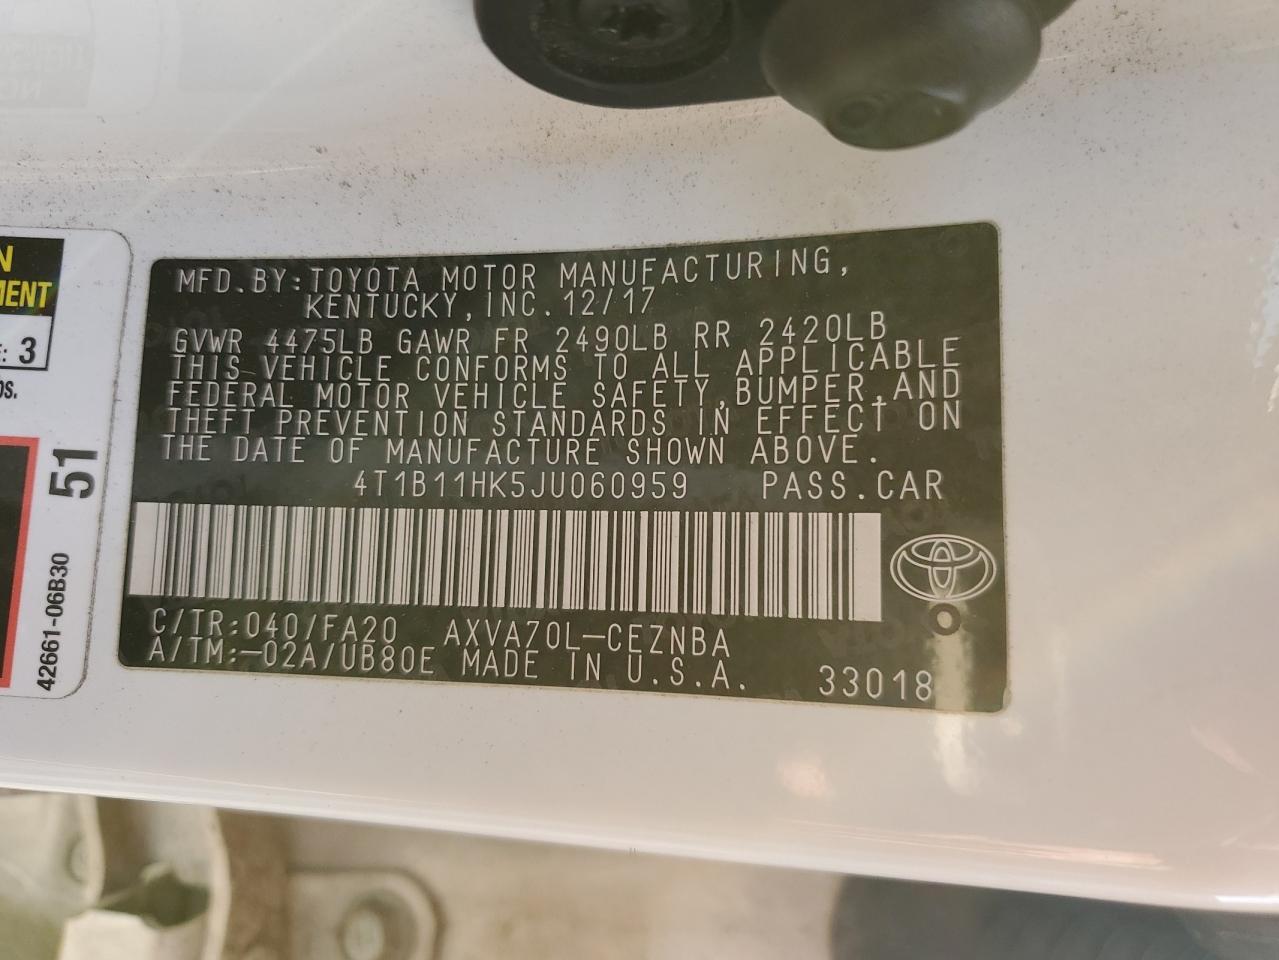 N
MENT
: 3
OS.
51
42661-06B30
MFD.BY:TOYOTA MOTOR MANUFACTURING,
KENTUCKY,INC.12/17
GVWR 4475LB GAWR FR 2490LB RR 2420LB
THIS VEHICLE CONFORMS TO ALL APPLICABLE
FEDERAL MOTOR VEHICLE SAFETY,BUMPER,AND
THEFT PREVENTION STANDARDS IN EFFECT ON
THE DATE OF MANUFACTURE SHOWN ABOVE.
4T1B11HK5JU060959 PASS.CAR
C/TR:040/FA20 AXVA70L-CEZNBA
A/TM:-02A/UB80E MADE IN U.S.A. 33018